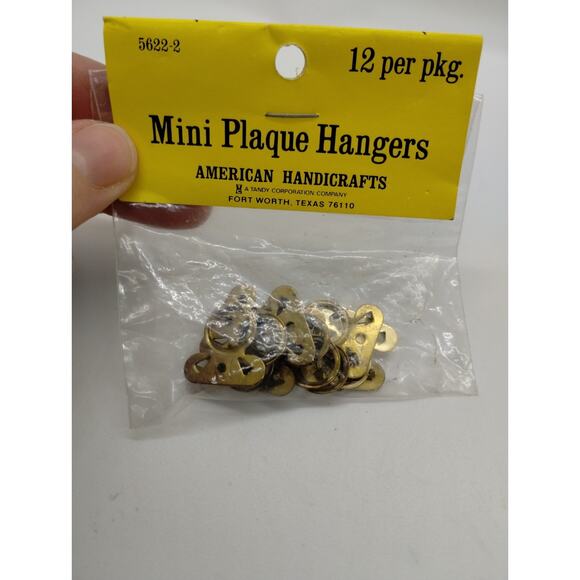 5622-2
12 per pkg.
Mini Plaque Hangers
AMERICAN HANDICRAFTS
A TANDY CORPORATION COMPANY
FORT WORTH, TEXAS 76110